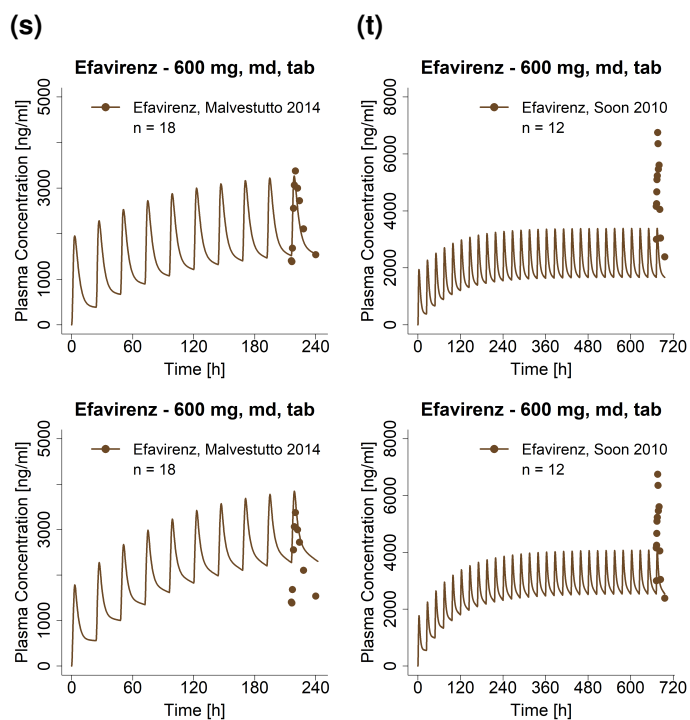 (s)
Efavirenz - 600 mg, md, tab
Plasma Concentration [ng/ml]
5000
3000
1000
0
Efavirenz, Malvestutto 2014
n = 18
0 60 120 180 240
Time [h]
(t)
Efavirenz - 600 mg, md, tab
Plasma Concentration [ng/ml]
8000
6000
4000
2000
0
Efavirenz, Soon 2010
n = 12
0 120 240 360 480 600 720
Time [h]
Efavirenz - 600 mg, md, tab
Plasma Concentration [ng/ml]
5000
3000
1000
0
Efavirenz, Malvestutto 2014
n = 18
0 60 120 180 240
Time [h]
Efavirenz - 600 mg, md, tab
Plasma Concentration [ng/ml]
8000
6000
4000
2000
0
Efavirenz, Soon 2010
n = 12
0 120 240 360 480 600 720
Time [h]